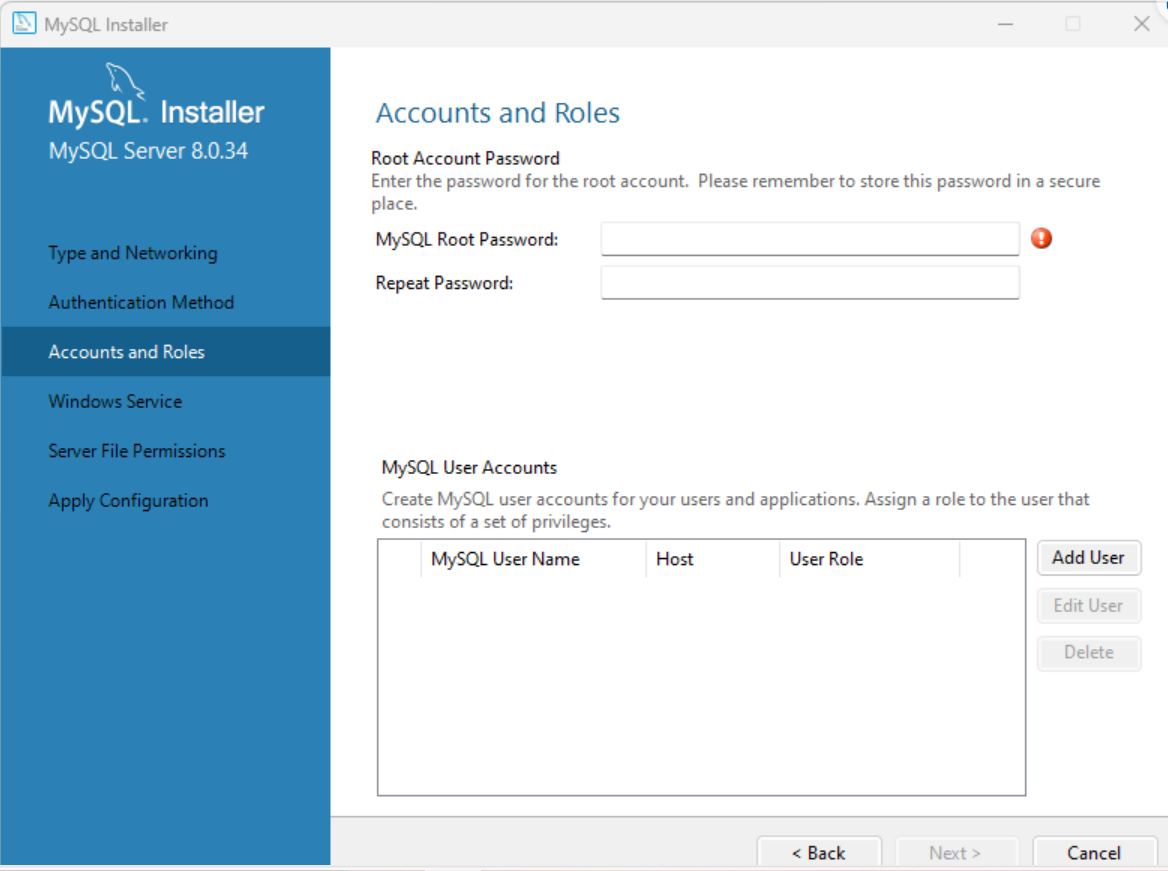 MySQL Installer
MySQL. Installer
MySQL Server 8.0.34
Type and Networking
Authentication Method
Accounts and Roles
Windows Service
Server File Permissions
Apply Configuration
Accounts and Roles
Root Account Password
Enter the password for the root account.  Please remember to store this password in a secure
place.
MySQL Root Password:
Repeat Password:
MySQL User Accounts
Create MySQL user accounts for your users and applications. Assign a role to the user that
consists of a set of privileges.
MySQL User Name Host User Role
Add User
Edit User
Delete
< Back Next > Cancel